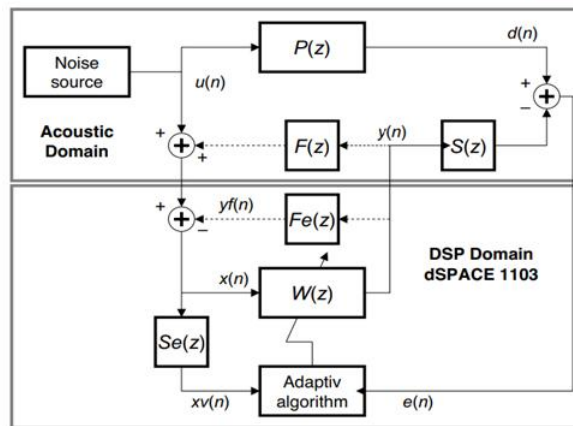 Noise
source
u(n)
P(z)
d(n)
+
−
+
Acoustic
Domain
+
+
+
F(z)
y(n)
S(z)
+
−
+
yf(n)
Fe(z)
DSP Domain
dSPACE 1103
x(n)
W(z)
Se(z)
xv(n)
Adaptiv
algorithm
e(n)